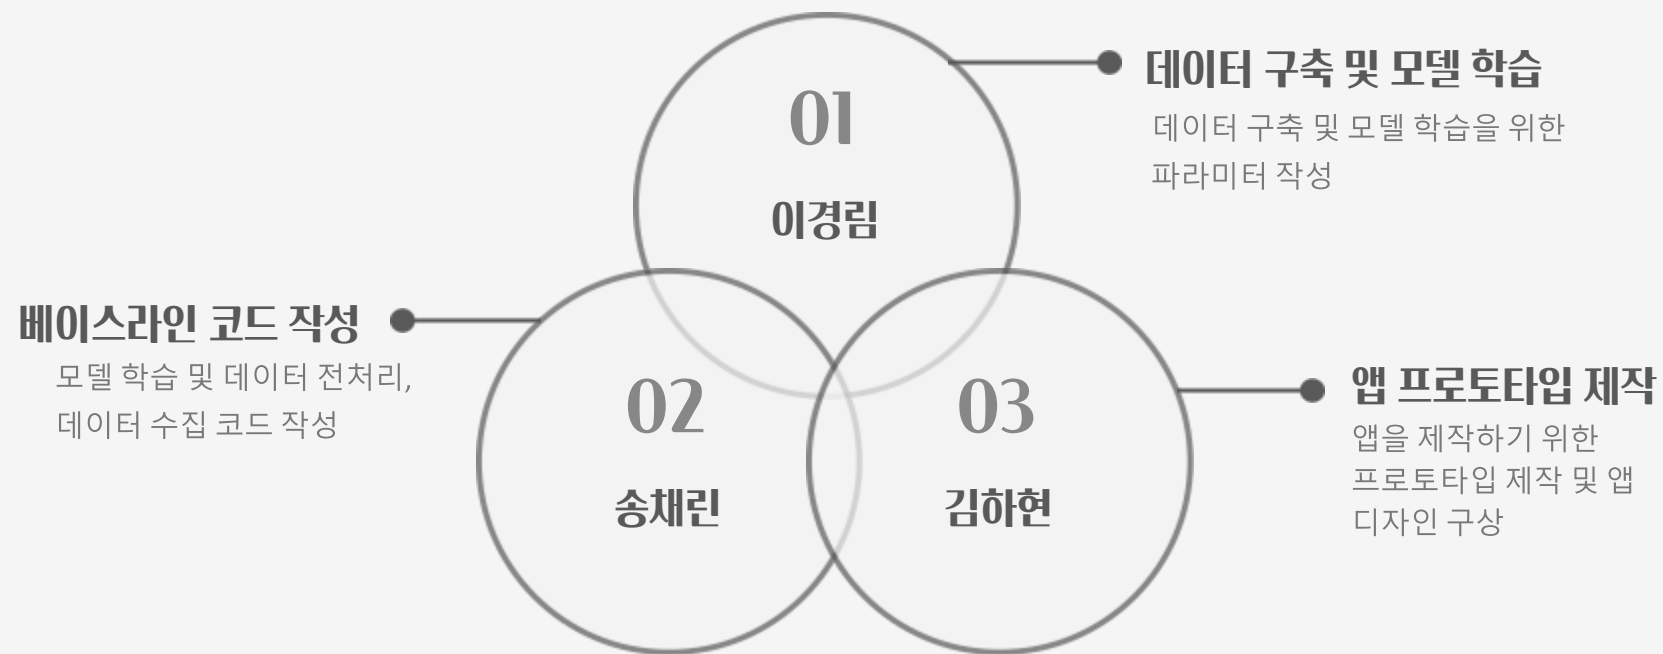 01
이경림
데이터 구축 및 모델 학습
데이터 구축 및 모델 학습을 위한
파라미터 작성
베이스라인 코드 작성
모델 학습 및 데이터 전처리,
데이터 수집 코드 작성
02
송채린
03
김하현
앱 프로토타입 제작
앱을 제작하기 위한
프로토타입 제작 및 앱
디자인 구상